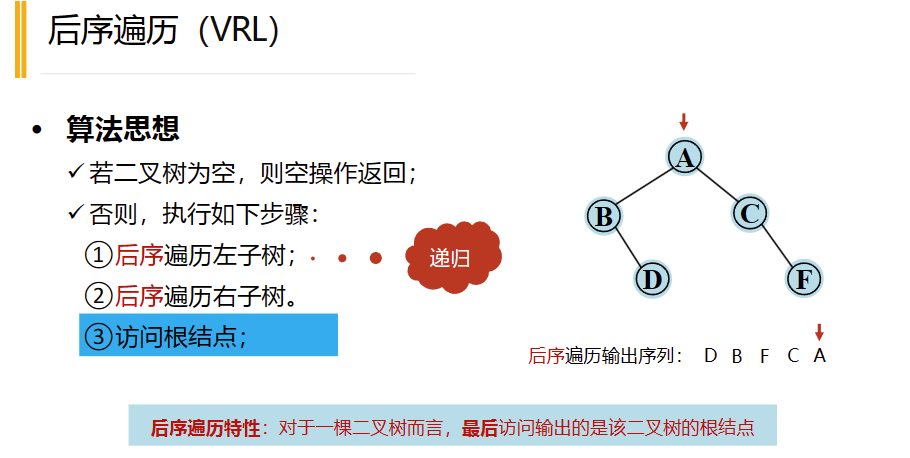 后序遍历（VRL）
• 算法思想
✓若二叉树为空，则空操作返回；
✓否则，执行如下步骤：
①后序遍历左子树；
②后序遍历右子树。
③访问根结点；
递归
A
B
C
D
F
后序遍历输出序列： D B F C A
后序遍历特性：对于一棵二叉树而言，最后访问输出的是该二叉树的根结点